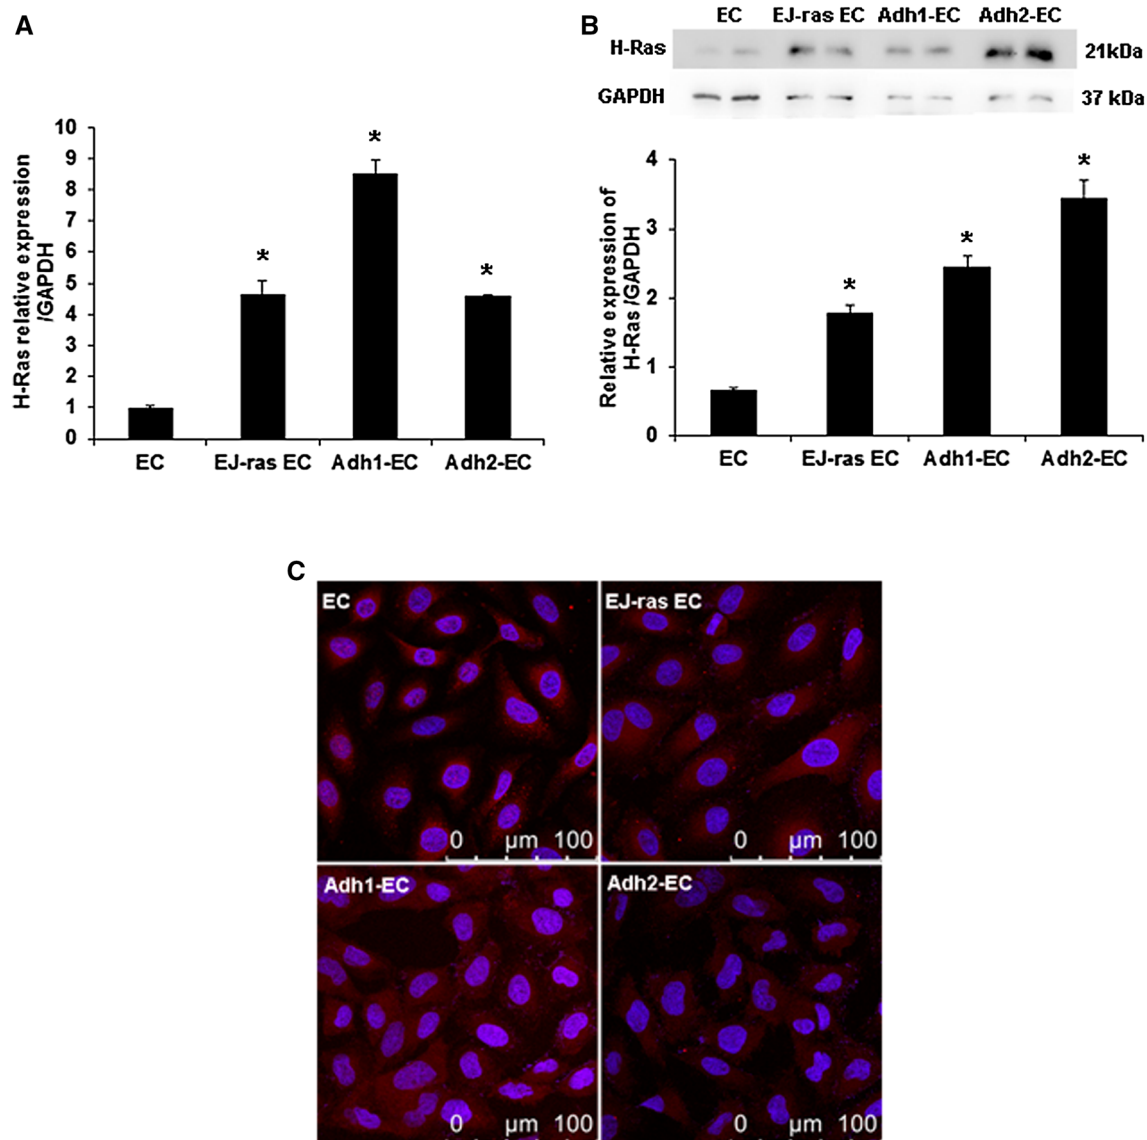 A
10
9
8
7
6
5
4
3
2
1
0
H-Ras relative expression
/GAPDH
*
*
*
EC
EJ-ras EC
Adh1-EC
Adh2-EC
B
EC EJ-ras EC Adh1-EC Adh2-EC
H-Ras
21kDa
GAPDH
37 kDa
4
3
2
1
0
Relative expression of
H-Ras /GAPDH
*
*
*
EC
EJ-ras EC
Adh1-EC
Adh2-EC
C
EC
0 µm 100
EJ-ras EC
0 µm 100
Adh1-EC
0 µm 100
Adh2-EC
0 µm 100